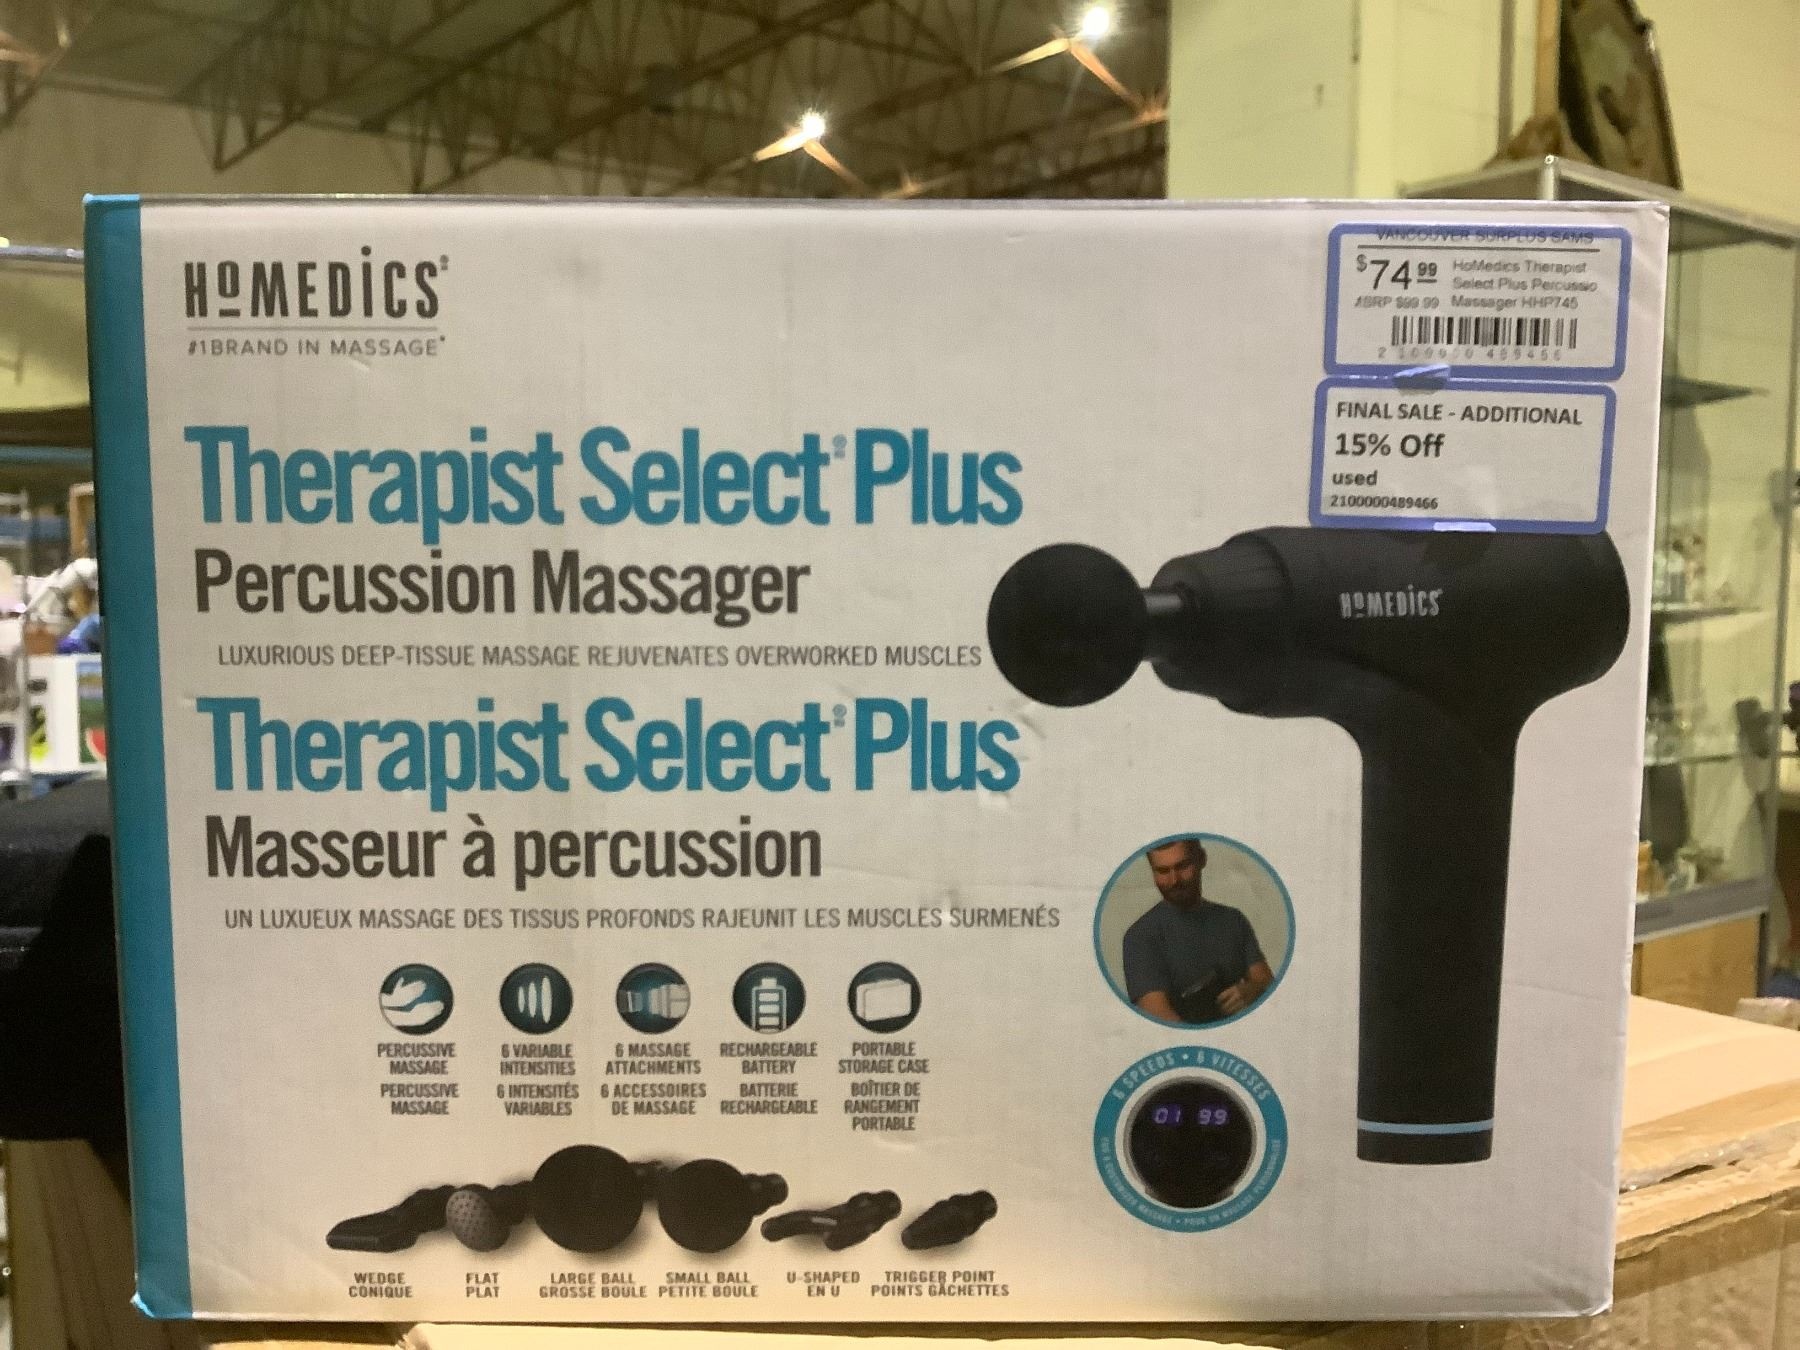 HoMEDiCS
#1 BRAND IN MASSAGE
Therapist Select Plus
Percussion Massager
LUXURIOUS DEEP-TISSUE MASSAGE REJUVENATES OVERWORKED MUSCLES
Therapist Select Plus
Masseur à percussion
UN LUXUEUX MASSAGE DES TISSUS PROFONDS RAJEUNIT LES MUSCLES SURMENÉS
VANCOUVER SURPLUS SAMS
$74.99
HoMedics Therapist
Select Plus Percussio
Massager HHP745
$99.99
FINAL SALE - ADDITIONAL
15% Off
used
2100000489466
HoMEDiCS
PERCUSSIVE
MASSAGE
PERCUSSIVE
MASSAGE
6 VARIABLE
INTENSITIES
6 INTENSITÉS
VARIABLES
6 MASSAGE
ATTACHMENTS
6 ACCESSOIRES
DE MASSAGE
RECHARGEABLE
BATTERY
BATTERIE
RECHARGEABLE
PORTABLE
STORAGE CASE
BOÎTIER DE
RANGEMENT
PORTABLE
6 SPEEDS • 6 VITESSES
01 99
WEDGE
CONIQUE
FLAT
PLAT
LARGE BALL
GROSSE BOULE
SMALL BALL
PETITE BOULE
U-SHAPED
EN U
TRIGGER POINT
POINTS GÂCHETTES